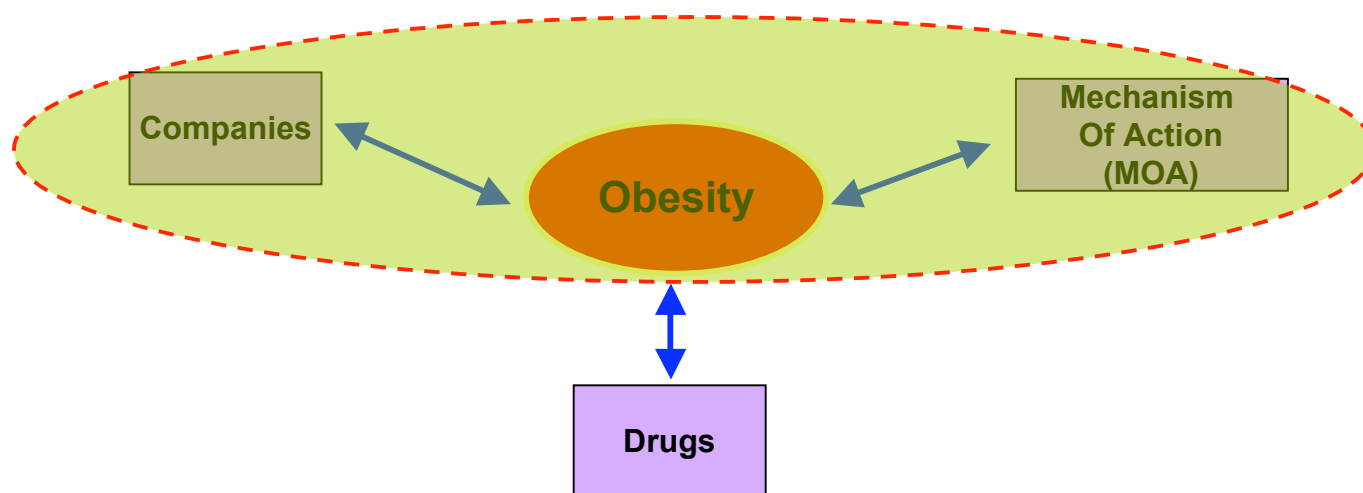 Companies
Obesity
Mechanism
Of Action
(MOA)
Drugs